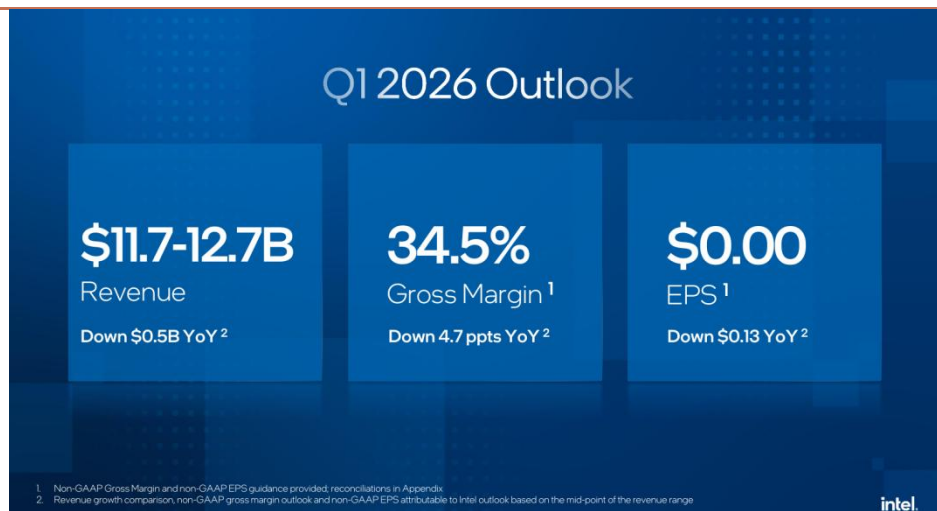 Q1 2026 Outlook
$11.7-12.7B
Revenue
Down $0.5B YoY 2
34.5%
Gross Margin 1
Down 4.7 ppts YoY 2
$0.00
EPS 1
Down $0.13 YoY 2
1. Non-GAAP Gross Margin and non-GAAP EPS guidance provided; reconciliations in Appendix
2. Revenue growth comparison, non-GAAP gross margin outlook and non-GAAP EPS attributable to Intel outlook based on the mid-point of the revenue range
intel.